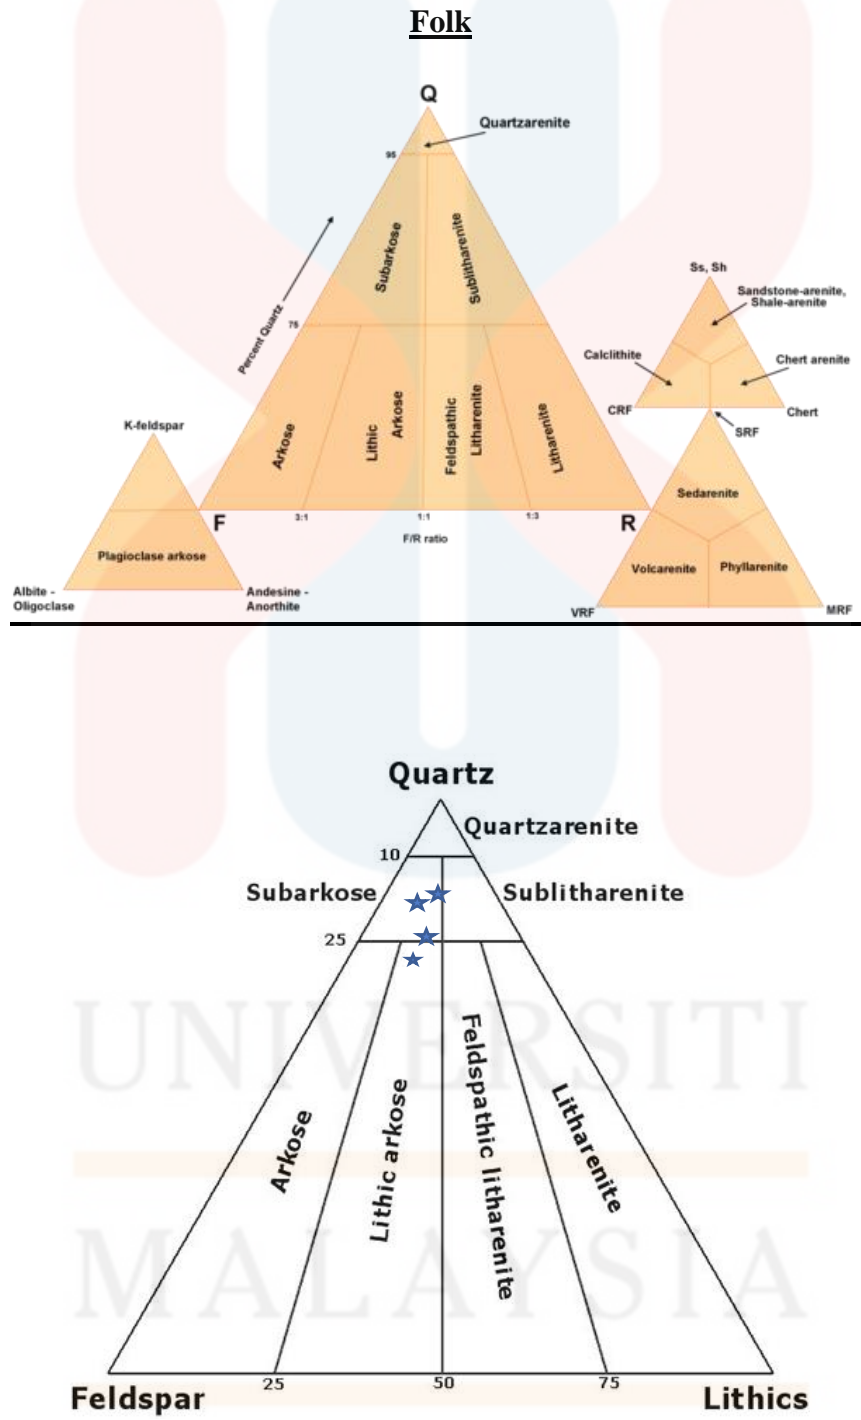 Folk
Q
Quartzarenite
95
Subarkose
Sublitharenite
Percent Quartz
75
Ss, Sh
Sandstone-arenite,
Shale-arenite
Calclithite
Chert arenite
CRF
Chert
SRF
K-feldspar
Arkose
Lithic
Arkose
Feldspathic
Litharenite
Litharenite
Sedarenite
F
3:1
1:1
1:3
R
F/R ratio
Plagioclase arkose
Volcarenite
Phyllarenite
Albite -
Oligoclase
Andesine -
Anorthite
VRF
MRF
Quartz
Quartzarenite
10
Subarkose
Sublitharenite
25
UNIVERSITI
Arkose
Lithic arkose
Feldspathic litharenite
Litharenite
MALAYSIA
25
50
75
Feldspar
Lithics